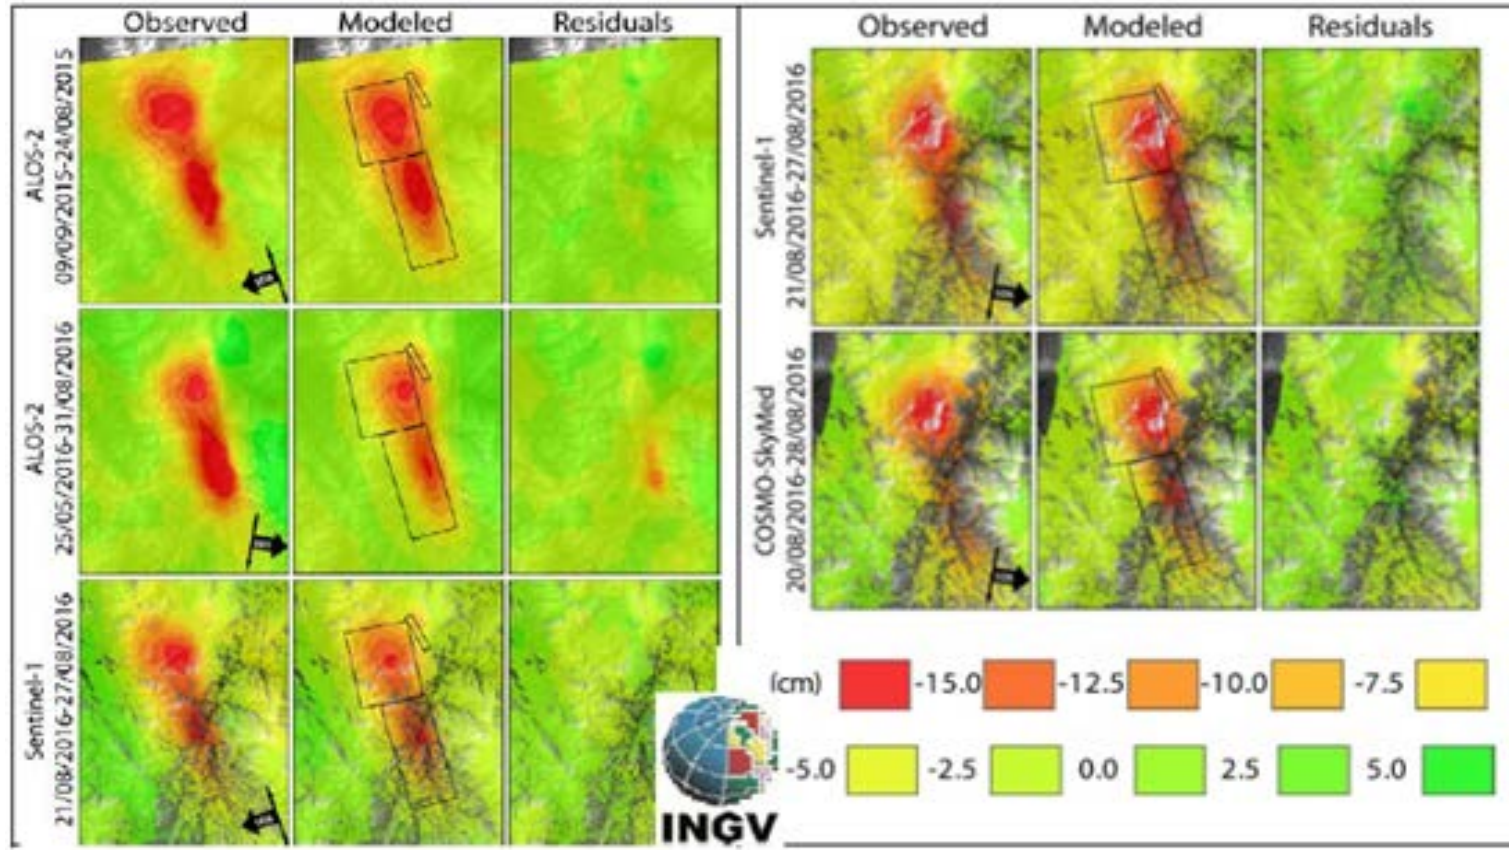 Observed Modeled Residuals
ALOS-2
09/09/2015-24/08/2015
ALOS-2
25/05/2016-31/08/2016
Sentinel-1
21/08/2016-27/08/2016
Observed Modeled Residuals
Sentinel-1
21/08/2016-27/08/2016
COSMO-SkyMed
20/08/2016-28/08/2016
(cm) -15.0 -12.5 -10.0 -7.5
-5.0 -2.5 0.0 2.5 5.0
INGV